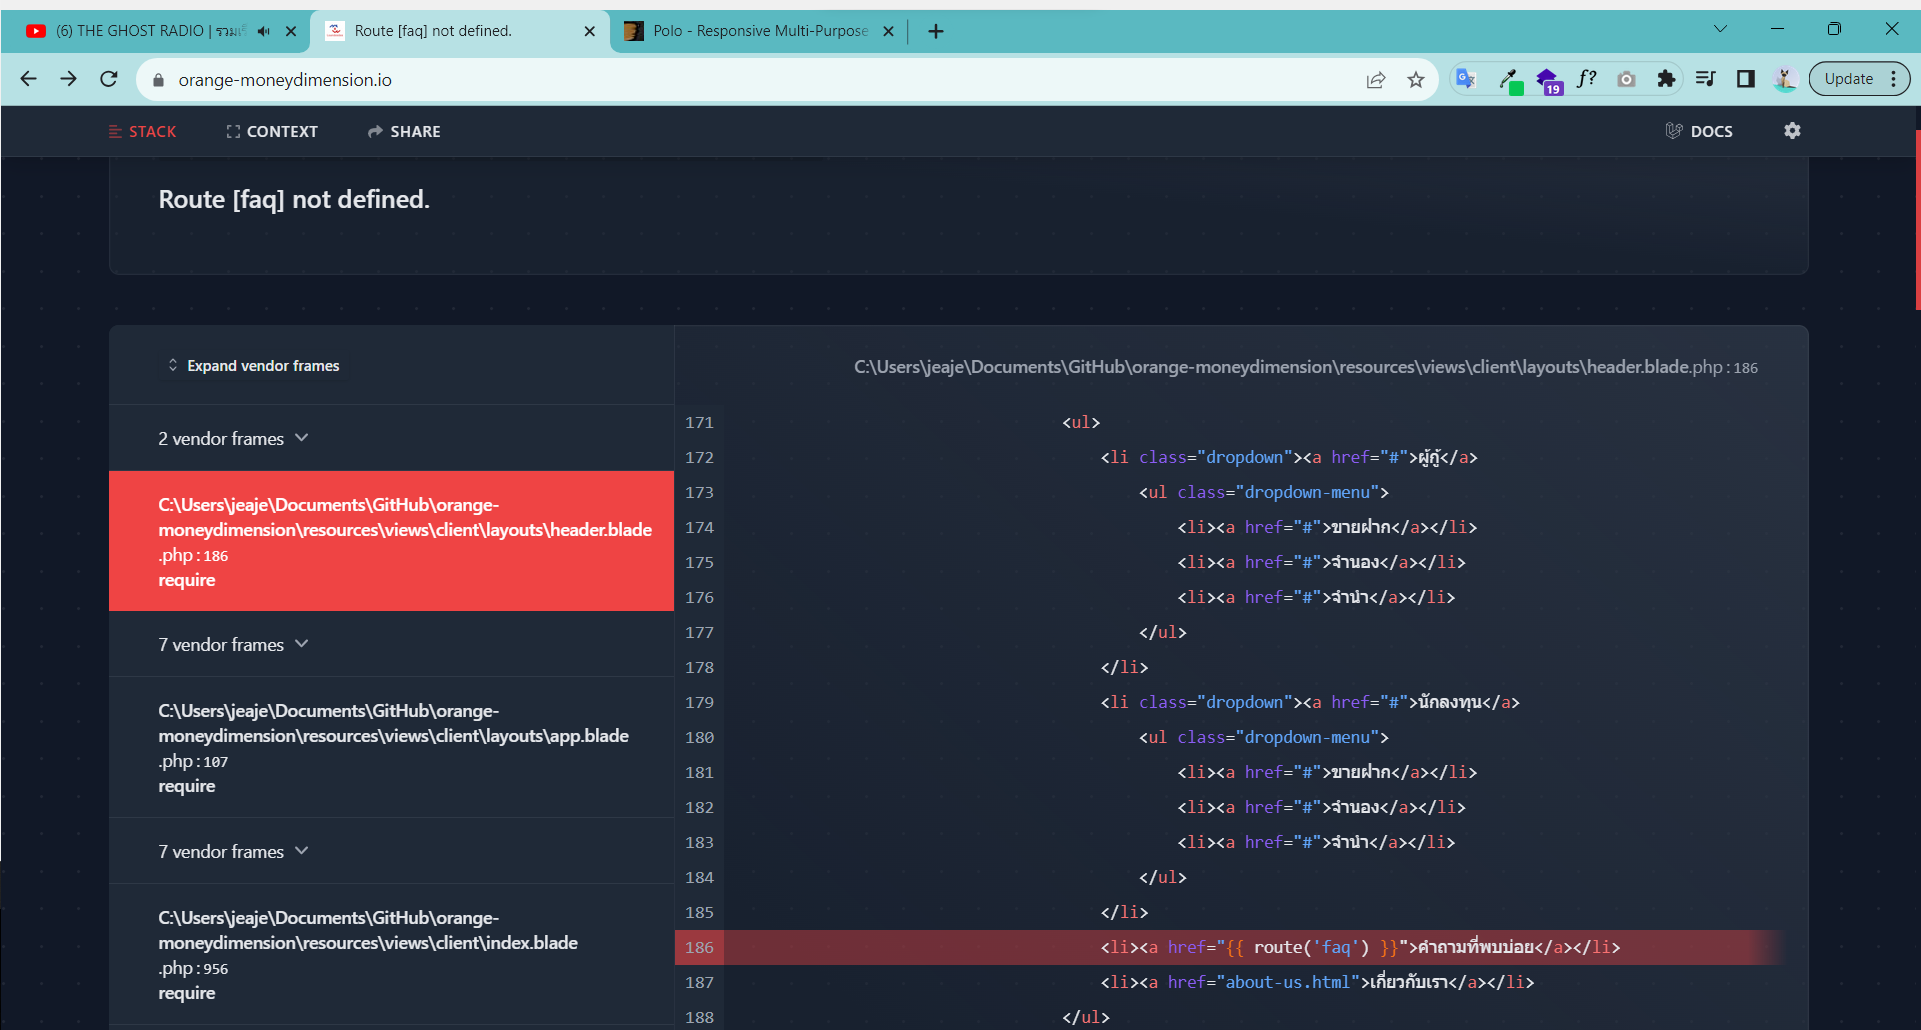 (6) THE GHOST RADIO | รวมเรื่
Route [faq] not defined.
Polo - Responsive Multi-Purpose
orange-moneydimension.io
f?
19
Update
STACK
CONTEXT
SHARE
DOCS
Route [faq] not defined.
Expand vendor frames
2 vendor frames
C:\Users\jeaje\Documents\GitHub\orange-
moneydimension\resources\views\client\layouts\header.blade
.php:186
require
7 vendor frames
C:\Users\jeaje\Documents\GitHub\orange-
moneydimension\resources\views\client\layouts\app.blade
.php:107
require
7 vendor frames
C:\Users\jeaje\Documents\GitHub\orange-
moneydimension\resources\views\client\index.blade
.php:956
require
C:\Users\jeaje\Documents\GitHub\orange-moneydimension\resources\views\client\layouts\header.blade.php:186
171 <ul>
172 <li class="dropdown"><a href="#">ผู้กู้</a>
173 <ul class="dropdown-menu">
174 <li><a href="#">ขายฝาก</a></li>
175 <li><a href="#">จำนอง</a></li>
176 <li><a href="#">จำนำ</a></li>
177 </ul>
178 </li>
179 <li class="dropdown"><a href="#">นักลงทุน</a>
180 <ul class="dropdown-menu">
181 <li><a href="#">ขายฝาก</a></li>
182 <li><a href="#">จำนอง</a></li>
183 <li><a href="#">จำนำ</a></li>
184 </ul>
185 </li>
186 <li><a href="{{ route('faq') }}">คำถามที่พบบ่อย</a></li>
187 <li><a href="about-us.html">เกี่ยวกับเรา</a></li>
188 </ul>